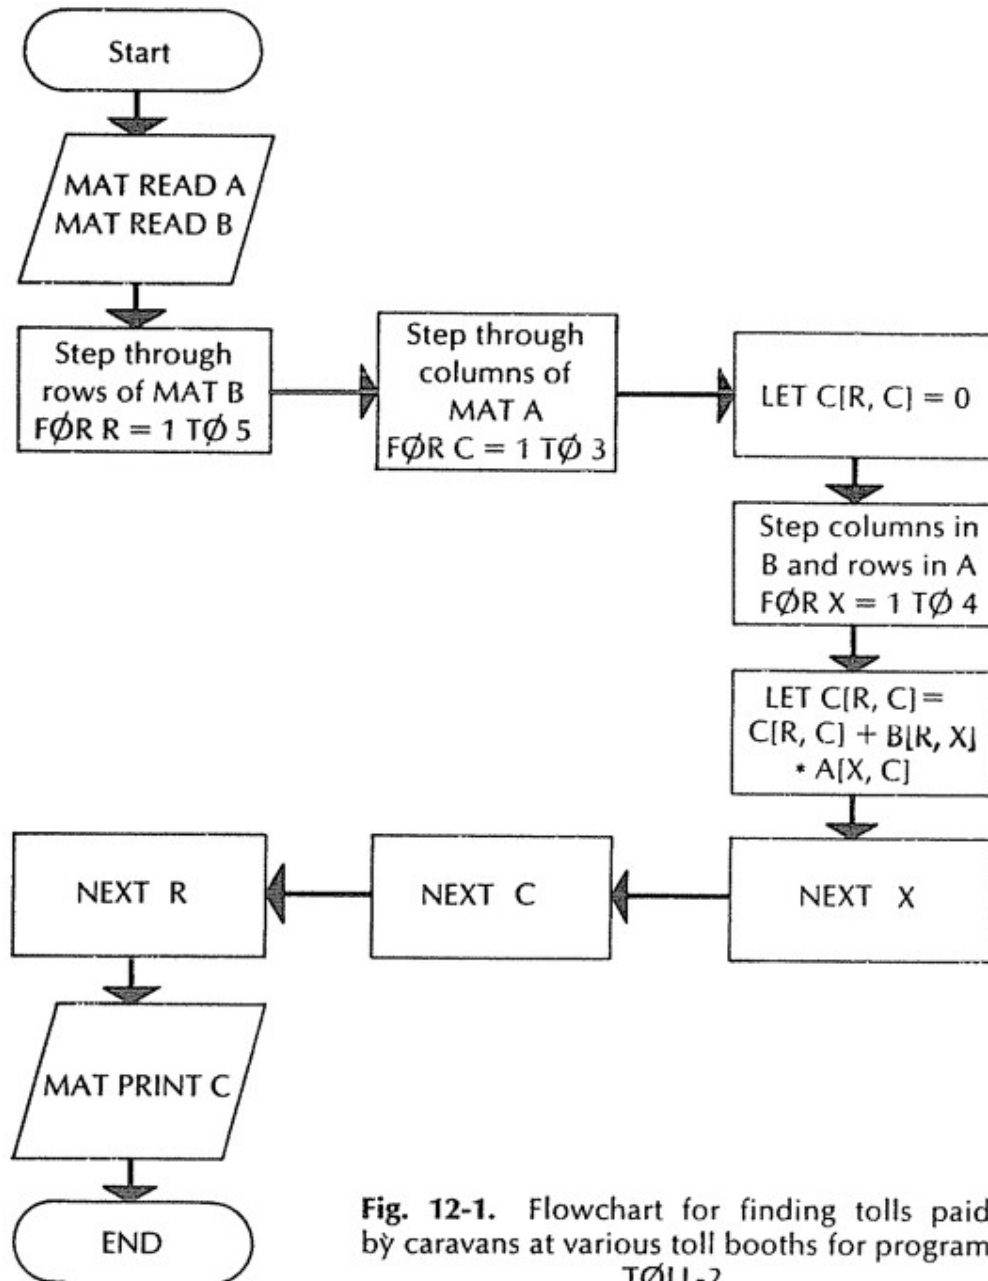 Start
MAT READ A
MAT READ B
Step through
rows of MAT B
FØR R = 1 TØ 5
Step through
columns of
MAT A
FØR C = 1 TØ 3
LET C[R, C] = 0
Step columns in
B and rows in A
FØR X = 1 TØ 4
LET C[R, C] =
C[R, C] + B[R, X]
* A[X, C]
NEXT X
NEXT C
NEXT R
MAT PRINT C
END
Fig. 12-1. Flowchart for finding tolls paid
by caravans at various toll booths for program
TØLL-2